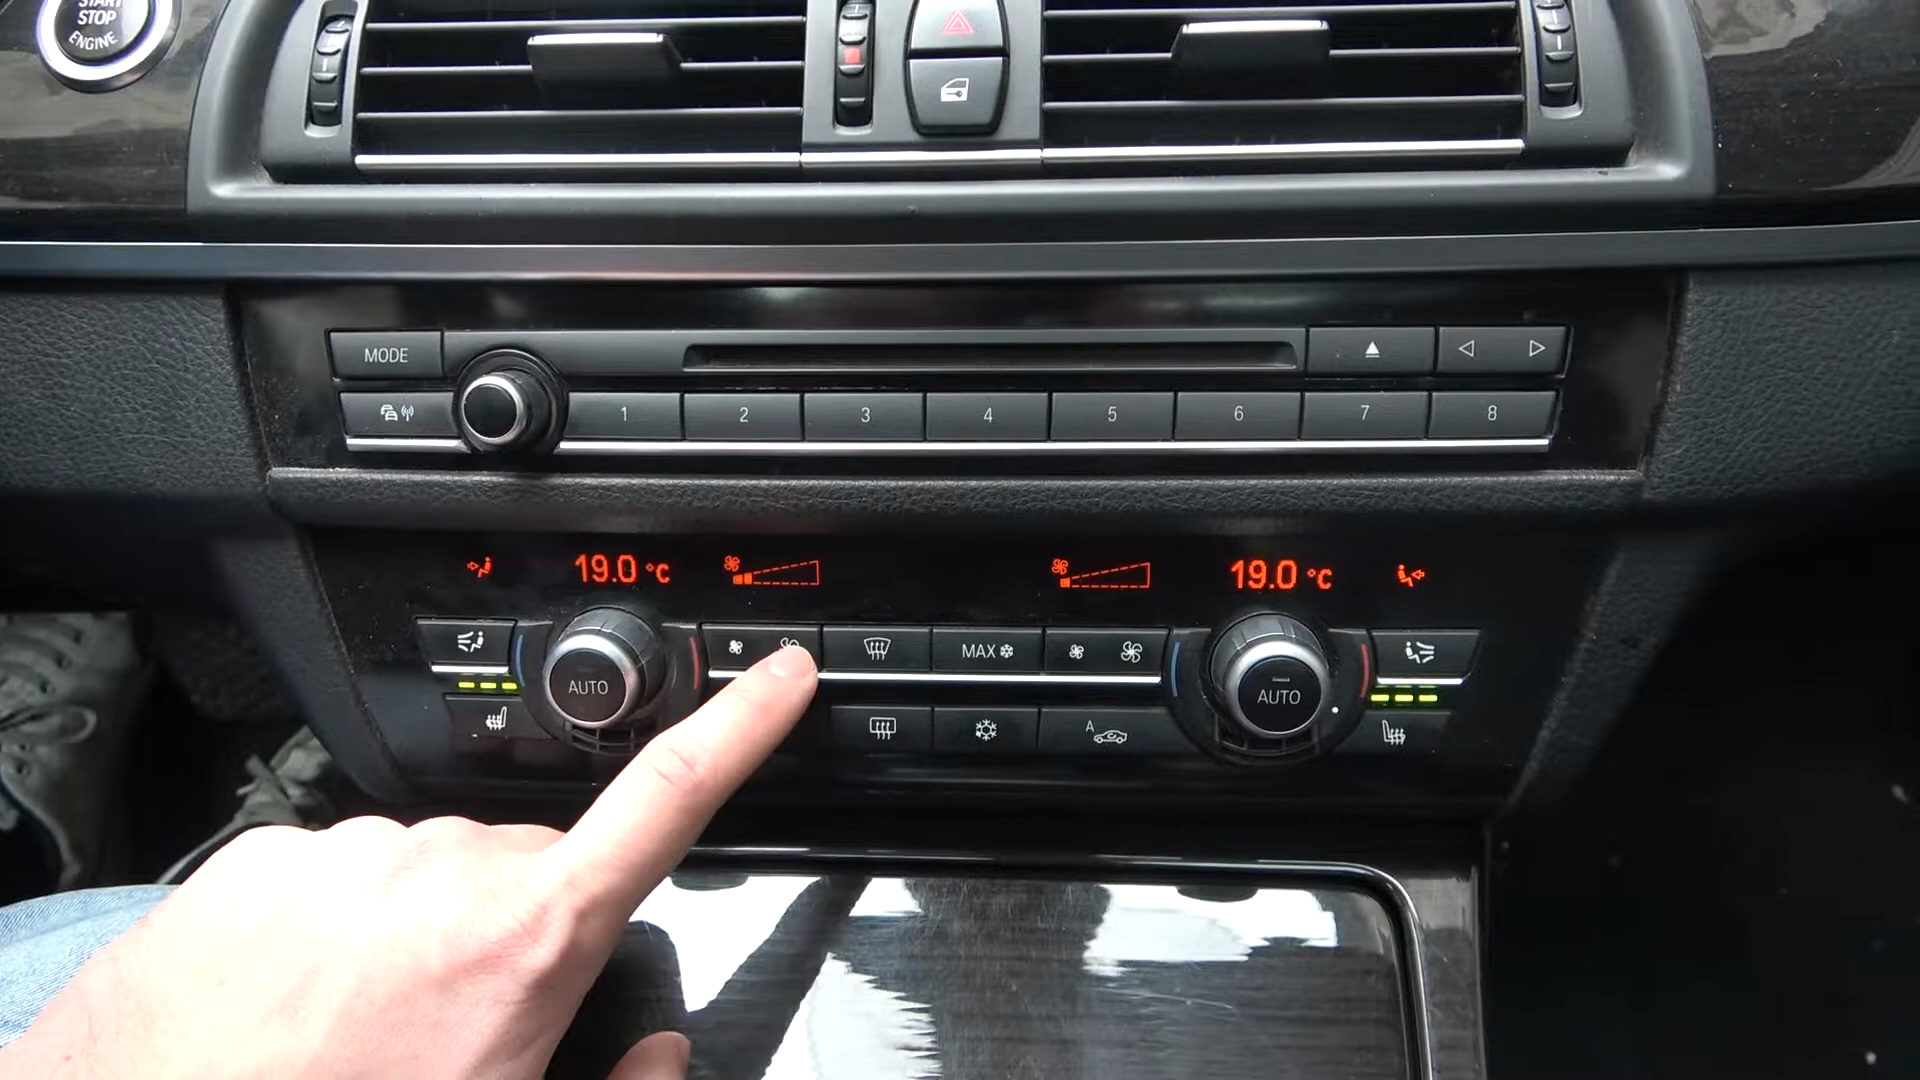 START
STOP
ENGINE
MODE
1 2 3 4 5 6 7 8
19.0 °C
19.0 °C
MAX
AUTO
AUTO
A